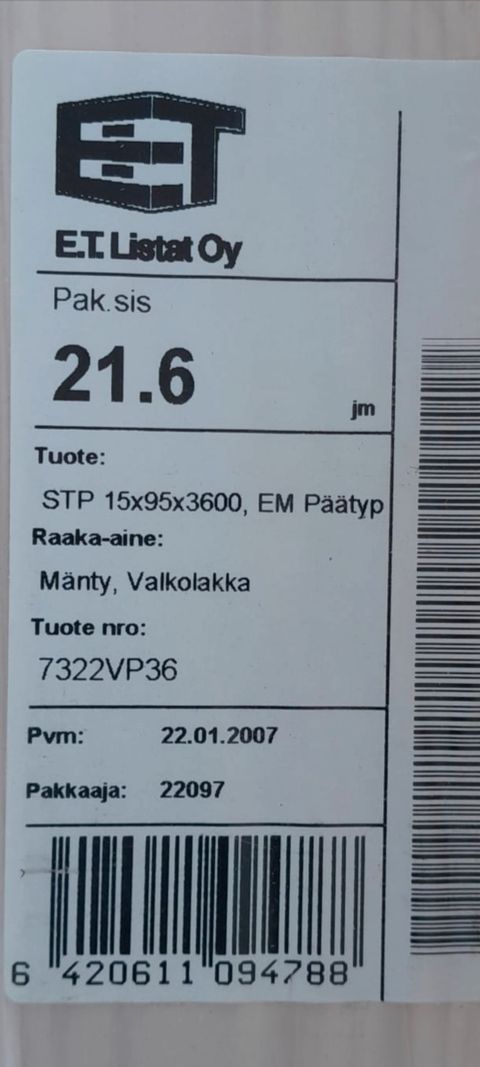 ET
E.T. Listat Oy
Pak.sis
21.6
jm
Tuote:
STP 15x95x3600, EM Päätyp
Raaka-aine:
Mänty, Valkolakka
Tuote nro:
7322VP36
Pvm: 22.01.2007
Pakkaaja: 22097
6 420611 094788